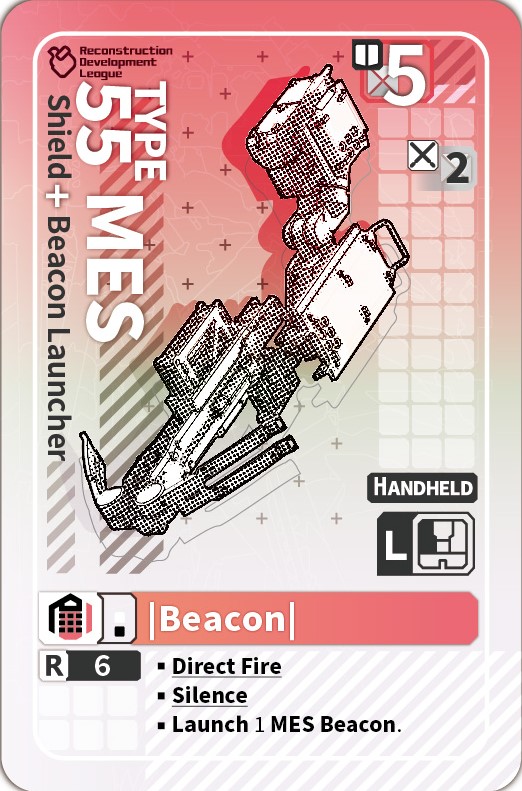 Reconstruction
Development
League
5
2
TYPE
55 MES
Shield + Beacon Launcher
HANDHELD
L
|Beacon|
R 6
▪ Direct Fire
▪ Silence
▪ Launch 1 MES Beacon.